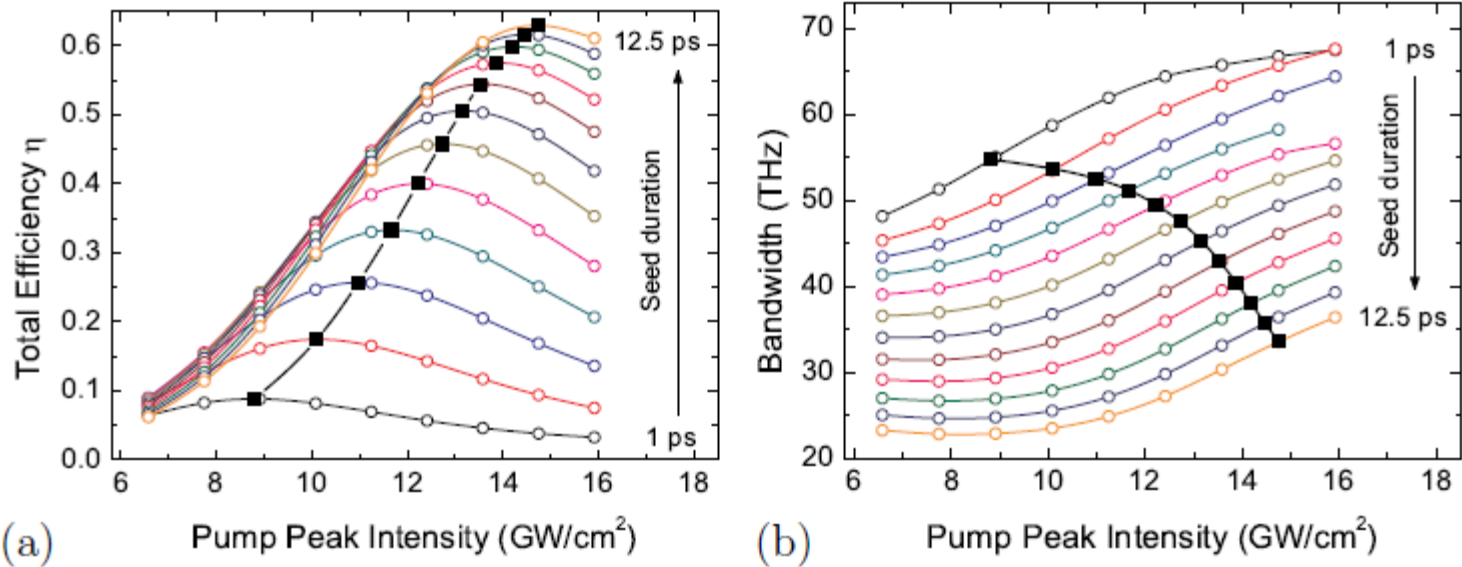 Total Efficiency η
0.6
0.5
0.4
0.3
0.2
0.1
0.0
12.5 ps
Seed duration
1 ps
6 8 10 12 14 16 18
Pump Peak Intensity (GW/cm²)
(a)
Bandwidth (THz)
70
60
50
40
30
20
1 ps
Seed duration
12.5 ps
6 8 10 12 14 16 18
Pump Peak Intensity (GW/cm²)
(b)